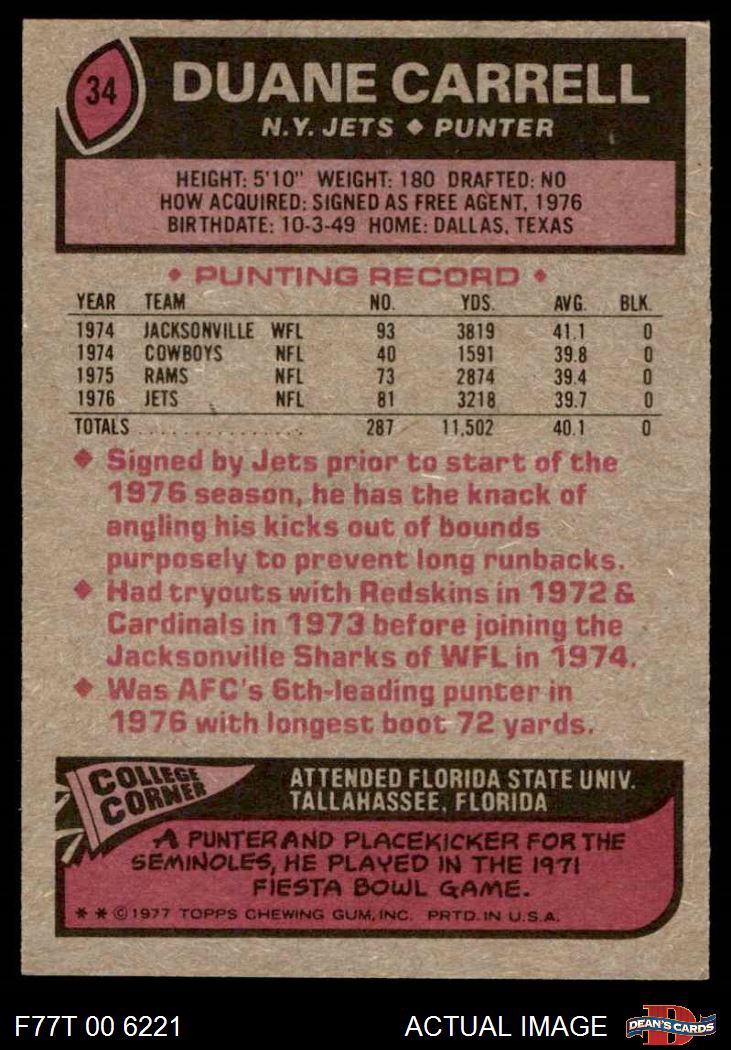 34
DUANE CARRELL
N.Y. JETS ♦ PUNTER
HEIGHT: 5'10" WEIGHT: 180 DRAFTED: NO
HOW ACQUIRED: SIGNED AS FREE AGENT, 1976
BIRTHDATE: 10-3-49 HOME: DALLAS, TEXAS
♦ PUNTING RECORD ♦
YEAR TEAM NO. YDS. AVG. BLK.
1974 JACKSONVILLE WFL 93 3819 41.1 0
1974 COWBOYS NFL 40 1591 39.8 0
1975 RAMS NFL 73 2874 39.4 0
1976 JETS NFL 81 3218 39.7 0
TOTALS . . . . . . . . . . . . . . . . . 287 11,502 40.1 0
♦ Signed by Jets prior to start of the
1976 season, he has the knack of
angling his kicks out of bounds
purposely to prevent long runbacks.
♦ Had tryouts with Redskins in 1972 &
Cardinals in 1973 before joining the
Jacksonville Sharks of WFL in 1974.
♦ Was AFC's 6th-leading punter in
1976 with longest boot 72 yards.
COLLEGE
CORNER
ATTENDED FLORIDA STATE UNIV.
TALLAHASSEE, FLORIDA
A PUNTER AND PLACEKICKER FOR THE
SEMINOLES, HE PLAYED IN THE 1971
FIESTA BOWL GAME.
* * © 1977 TOPPS CHEWING GUM, INC. PRTD. IN U.S.A.
F77T 00 6221 ACTUAL IMAGE
D
DEAN'S CARDS